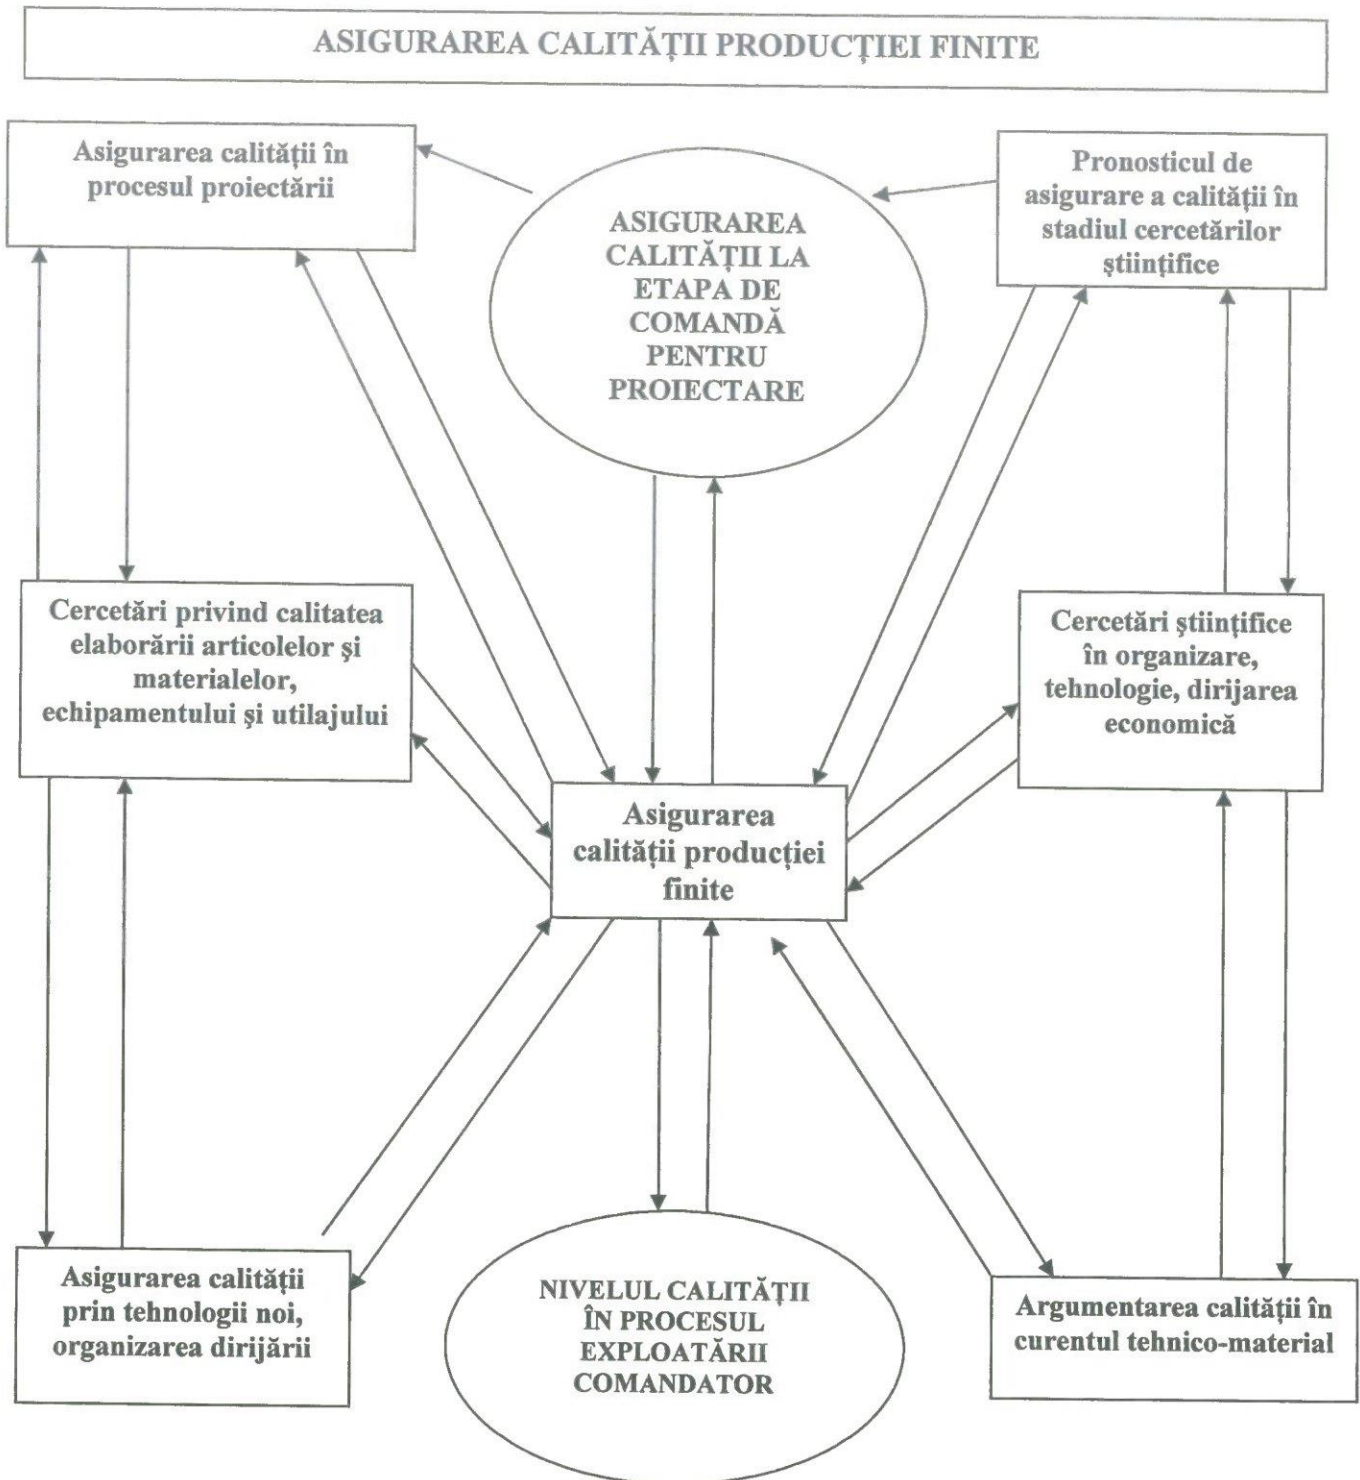 ASIGURAREA CALITĂȚII PRODUCȚIEI FINITE
Asigurarea calității în
procesul proiectării
ASIGURAREA
CALITĂȚII LA
ETAPA DE
COMANDĂ
PENTRU
PROIECTARE
Pronosticul de
asigurare a calității în
stadiul cercetărilor
științifice
Cercetări privind calitatea
elaborării articolelor și
materialelor,
echipamentului și utilajului
Cercetări științifice
în organizare,
tehnologie, dirijarea
economică
Asigurarea
calității producției
finite
Asigurarea calității
prin tehnologii noi,
organizarea dirijării
NIVELUL CALITĂȚII
ÎN PROCESUL
EXPLOATĂRII
COMANDATOR
Argumentarea calității în
curentul tehnico-material